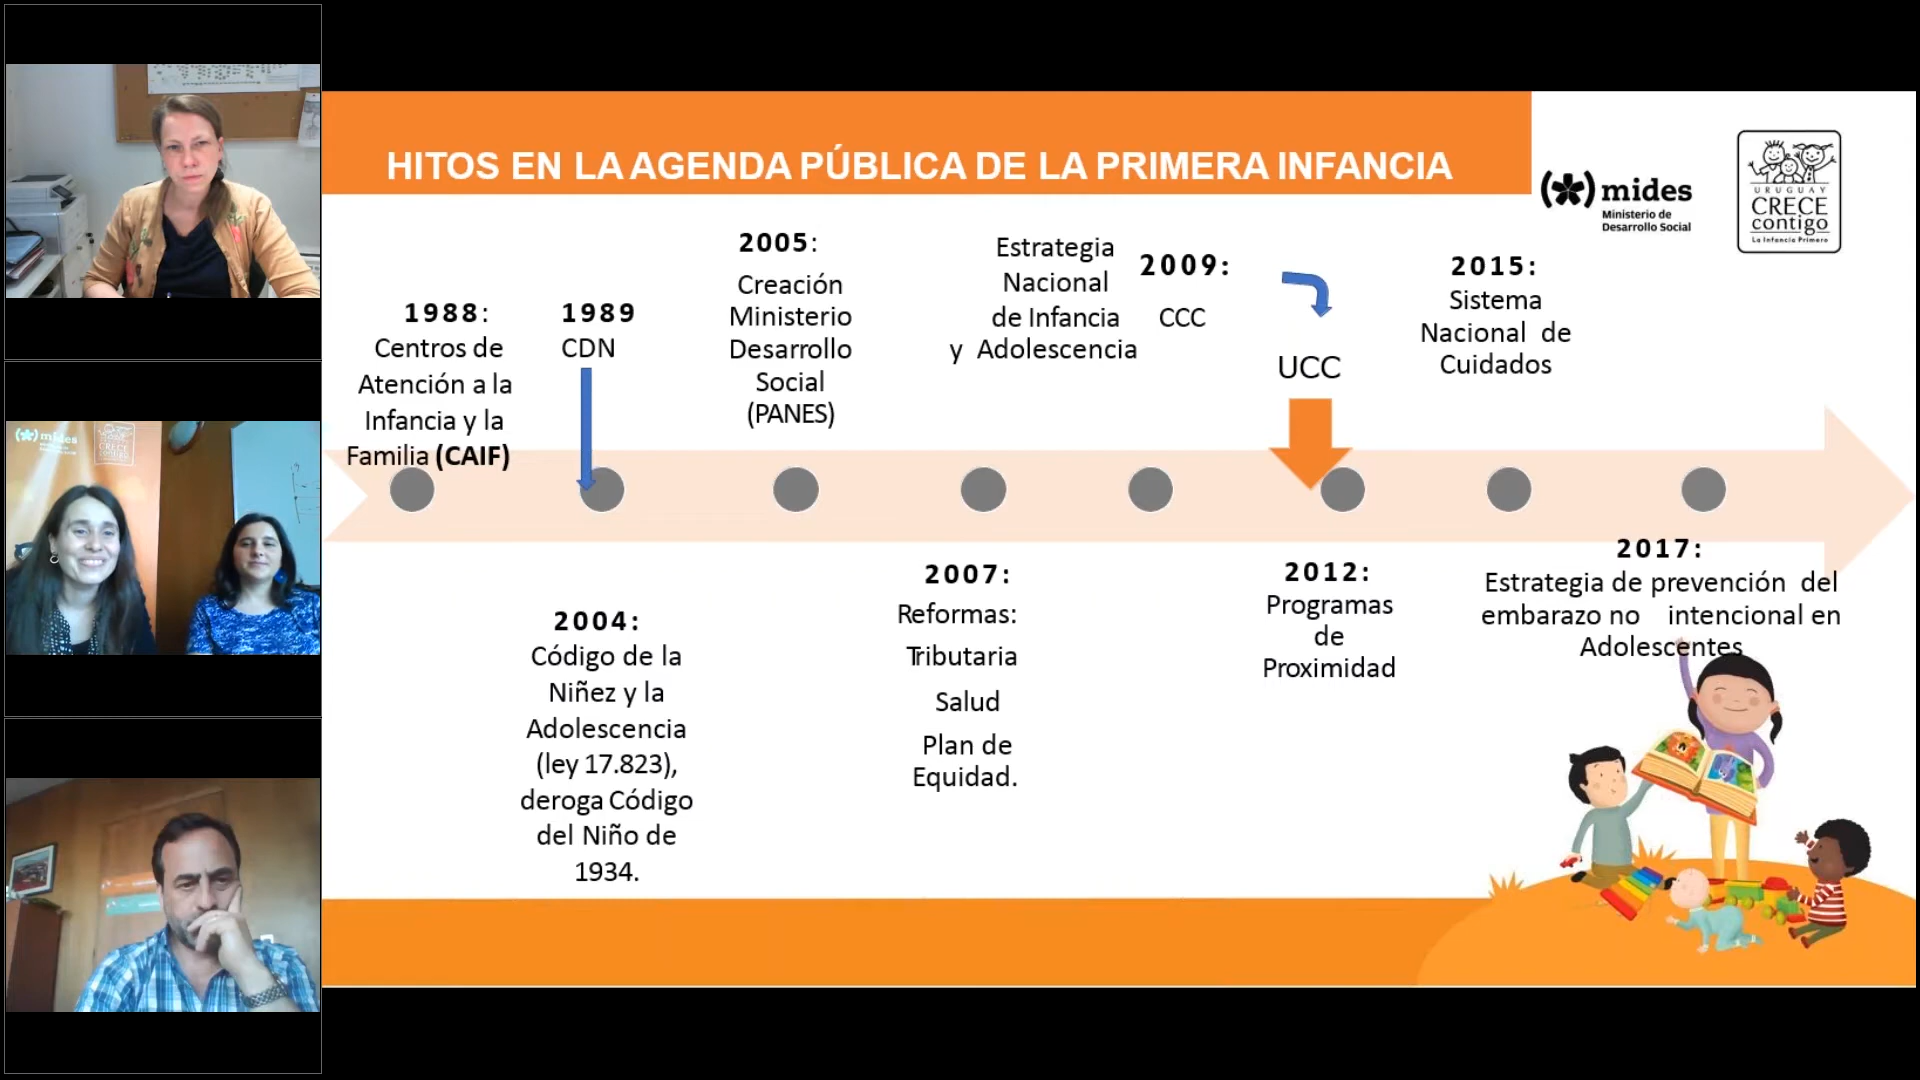 HITOS EN LA AGENDA PÚBLICA DE LA PRIMERA INFANCIA
(*) mides
Ministerio de
Desarrollo Social
URUGUAY
CRECE
contigo
La Infancia Primero
1988:
Centros de
Atención a la
Infancia y la
Familia (CAIF)
1989
CDN
2004:
Código de la
Niñez y la
Adolescencia
(ley 17.823),
deroga Código
del Niño de
1934.
2005:
Creación
Ministerio
Desarrollo
Social
(PANES)
2007:
Reformas:
Tributaria
Salud
Plan de
Equidad.
Estrategia
Nacional
de Infancia
y Adolescencia
2009:
CCC
UCC
2012:
Programas
de
Proximidad
2015:
Sistema
Nacional de
Cuidados
2017:
Estrategia de prevención del
embarazo no intencional en
Adolescentes
mides
CRECE
contigo